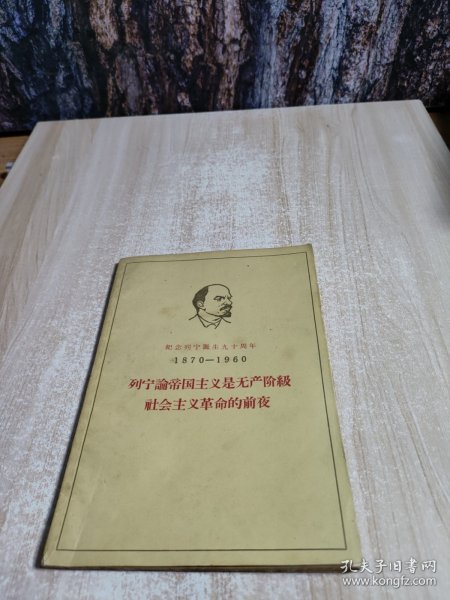 紀念列宁誕生九十周年
1870—1960
列宁論帝国主义是无产阶級
社会主义革命的前夜
孔夫子旧书网
www.kongfz.com